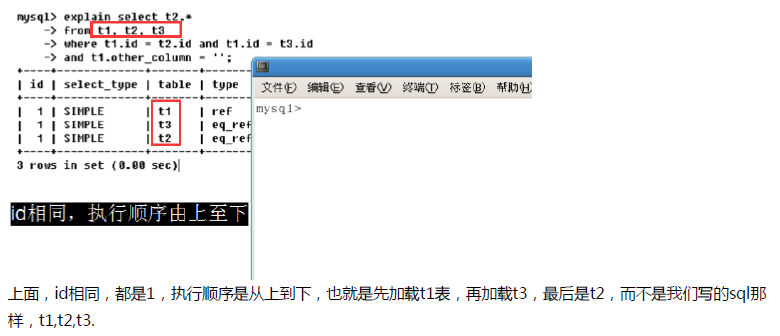 mysql> explain select t2.*
-> from t1, t2, t3
-> where t1.id = t2.id and t1.id = t3.id
-> and t1.other_column = '';
| id | select_type | table | type
| 1 | SIMPLE | t1 | ref
| 1 | SIMPLE | t3 | eq_ref
| 1 | SIMPLE | t2 | eq_ref
3 rows in set (0.00 sec)
文件(F) 编辑(E) 查看(V) 终端(T) 标签(B) 帮助(H)
mysql>
id相同，执行顺序由上至下
上面，id相同，都是1，执行顺序是从上到下，也就是先加载t1表，再加载t3，最后是t2，而不是我们写的sql那
样，t1,t2,t3.